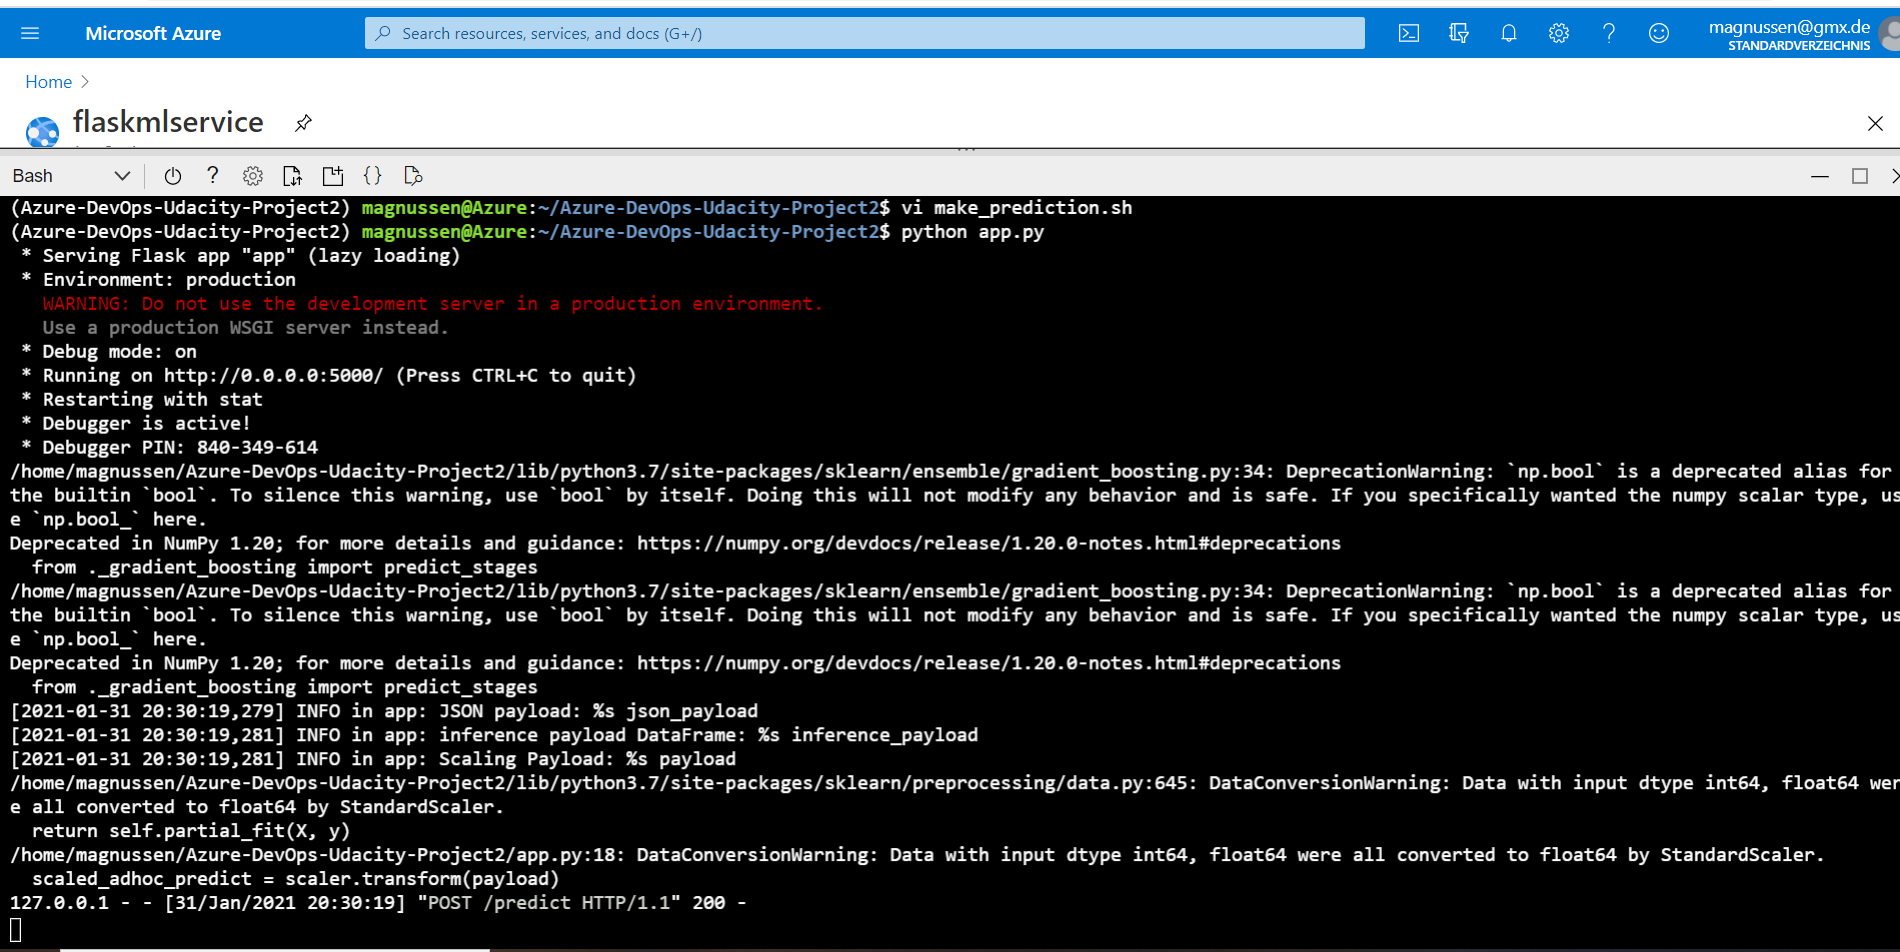 Microsoft Azure
Search resources, services, and docs (G+/)
magnussen@gmx.de
STANDARDVERZEICHNIS
Home >
flaskmlservice
Bash
(Azure-DevOps-Udacity-Project2) magnussen@Azure:~/Azure-DevOps-Udacity-Project2$ vi make_prediction.sh
(Azure-DevOps-Udacity-Project2) magnussen@Azure:~/Azure-DevOps-Udacity-Project2$ python app.py
 * Serving Flask app "app" (lazy loading)
 * Environment: production
   WARNING: Do not use the development server in a production environment.
   Use a production WSGI server instead.
 * Debug mode: on
 * Running on http://0.0.0.0:5000/ (Press CTRL+C to quit)
 * Restarting with stat
 * Debugger is active!
 * Debugger PIN: 840-349-614
/home/magnussen/Azure-DevOps-Udacity-Project2/lib/python3.7/site-packages/sklearn/ensemble/gradient_boosting.py:34: DeprecationWarning: `np.bool` is a deprecated alias for
the builtin `bool`. To silence this warning, use `bool` by itself. Doing this will not modify any behavior and is safe. If you specifically wanted the numpy scalar type, us
e `np.bool_` here.
Deprecated in NumPy 1.20; for more details and guidance: https://numpy.org/devdocs/release/1.20.0-notes.html#deprecations
  from ._gradient_boosting import predict_stages
/home/magnussen/Azure-DevOps-Udacity-Project2/lib/python3.7/site-packages/sklearn/ensemble/gradient_boosting.py:34: DeprecationWarning: `np.bool` is a deprecated alias for
the builtin `bool`. To silence this warning, use `bool` by itself. Doing this will not modify any behavior and is safe. If you specifically wanted the numpy scalar type, us
e `np.bool_` here.
Deprecated in NumPy 1.20; for more details and guidance: https://numpy.org/devdocs/release/1.20.0-notes.html#deprecations
  from ._gradient_boosting import predict_stages
[2021-01-31 20:30:19,279] INFO in app: JSON payload: %s json_payload
[2021-01-31 20:30:19,281] INFO in app: inference payload DataFrame: %s inference_payload
[2021-01-31 20:30:19,281] INFO in app: Scaling Payload: %s payload
/home/magnussen/Azure-DevOps-Udacity-Project2/lib/python3.7/site-packages/sklearn/preprocessing/data.py:645: DataConversionWarning: Data with input dtype int64, float64 wer
e all converted to float64 by StandardScaler.
  return self.partial_fit(X, y)
/home/magnussen/Azure-DevOps-Udacity-Project2/app.py:18: DataConversionWarning: Data with input dtype int64, float64 were all converted to float64 by StandardScaler.
  scaled_adhoc_predict = scaler.transform(payload)
127.0.0.1 - - [31/Jan/2021 20:30:19] "POST /predict HTTP/1.1" 200 -